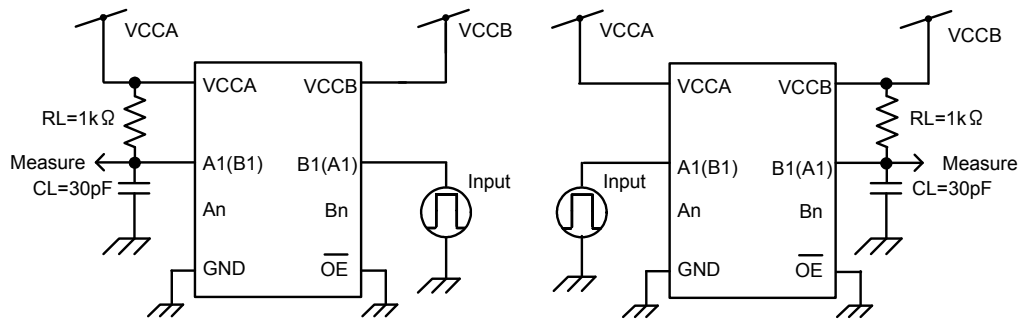 VCCA
VCCB
VCCA VCCB
RL=1kΩ
Measure
A1(B1) B1(A1)
CL=30pF
Input
An Bn
GND OE
VCCA
VCCB
VCCA VCCB
RL=1kΩ
A1(B1) B1(A1)
Measure
Input
CL=30pF
An Bn
GND OE